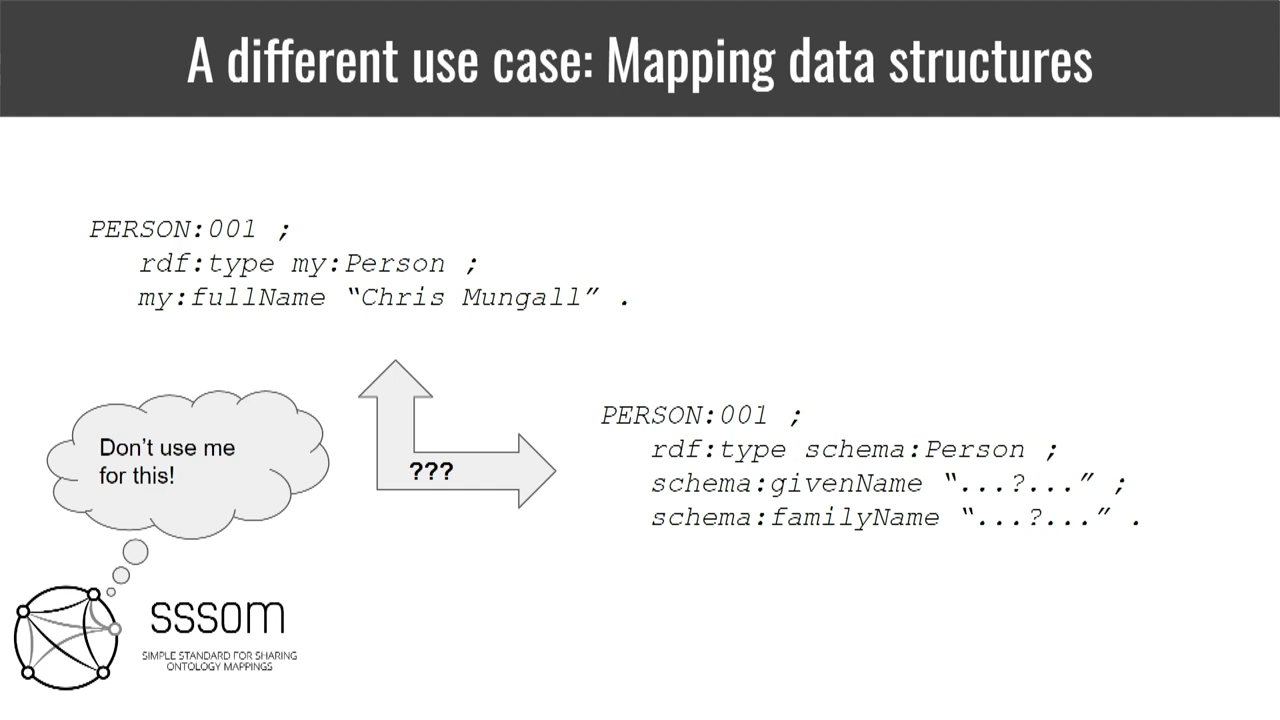 A different use case: Mapping data structures
PERSON:001 ;
rdf:type my:Person ;
my:fullName “Chris Mungall” .
Don’t use me
for this!
???
PERSON:001 ;
rdf:type schema:Person ;
schema:givenName “...?...” ;
schema:familyName “...?...” .
sssom
SIMPLE STANDARD FOR SHARING
ONTOLOGY MAPPINGS